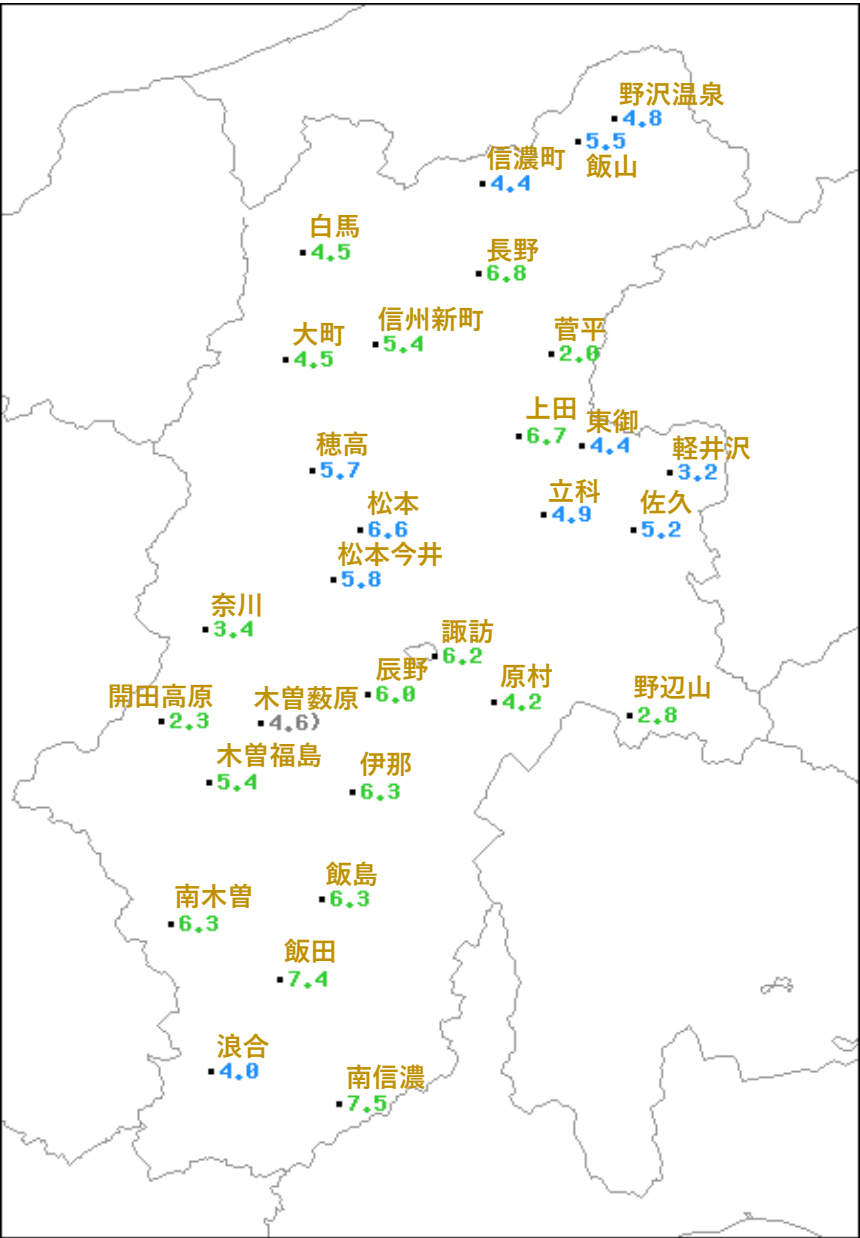 野沢温泉
4.8
5.5
飯山
信濃町
4.4
白馬
4.5
長野
6.8
信州新町
5.4
大町
4.5
菅平
2.0
上田
6.7
東御
4.4
軽井沢
3.2
穂高
5.7
立科
4.9
佐久
5.2
松本
6.6
松本今井
5.8
奈川
3.4
諏訪
6.2
辰野
6.0
原村
4.2
野辺山
2.8
開田高原
2.3
木曽薮原
4.6)
木曽福島
5.4
伊那
6.3
飯島
6.3
南木曽
6.3
飯田
7.4
浪合
4.0
南信濃
7.5